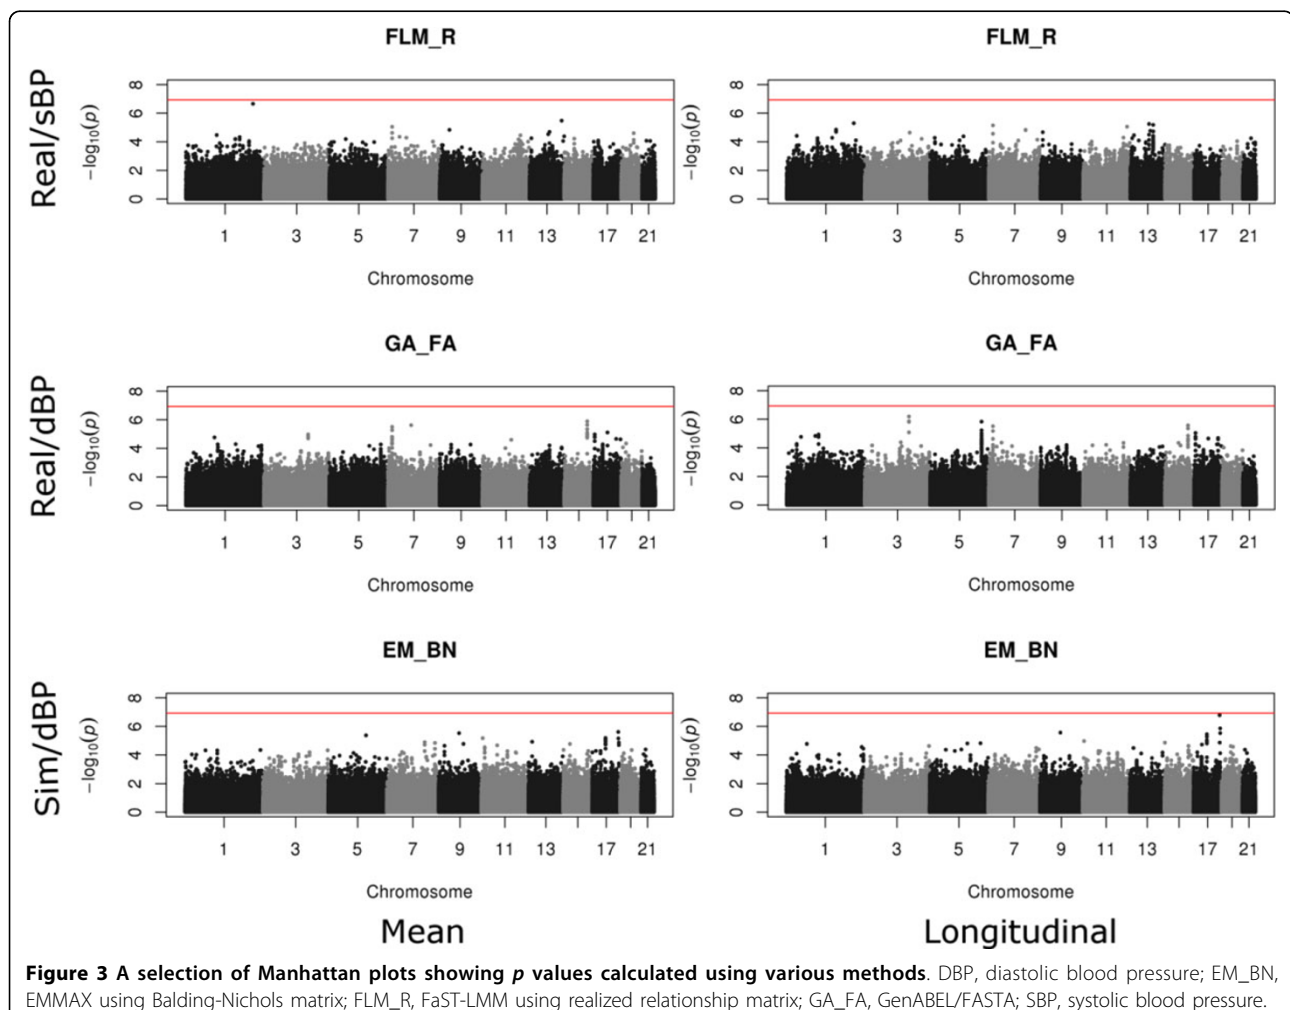 FLM_R
FLM_R
Real/sBP
−log10(p)
8
6
4
2
0
1 3 5 7 9 11 13 17 21
Chromosome
−log10(p)
8
6
4
2
0
1 3 5 7 9 11 13 17 21
Chromosome
GA_FA
GA_FA
Real/dBP
−log10(p)
8
6
4
2
0
1 3 5 7 9 11 13 17 21
Chromosome
−log10(p)
8
6
4
2
0
1 3 5 7 9 11 13 17 21
Chromosome
EM_BN
EM_BN
Sim/dBP
−log10(p)
8
6
4
2
0
1 3 5 7 9 11 13 17 21
Chromosome
−log10(p)
8
6
4
2
0
1 3 5 7 9 11 13 17 21
Chromosome
Mean
Longitudinal
Figure 3 A selection of Manhattan plots showing p values calculated using various methods. DBP, diastolic blood pressure; EM_BN,
EMMAX using Balding-Nichols matrix; FLM_R, FaST-LMM using realized relationship matrix; GA_FA, GenABEL/FASTA; SBP, systolic blood pressure.